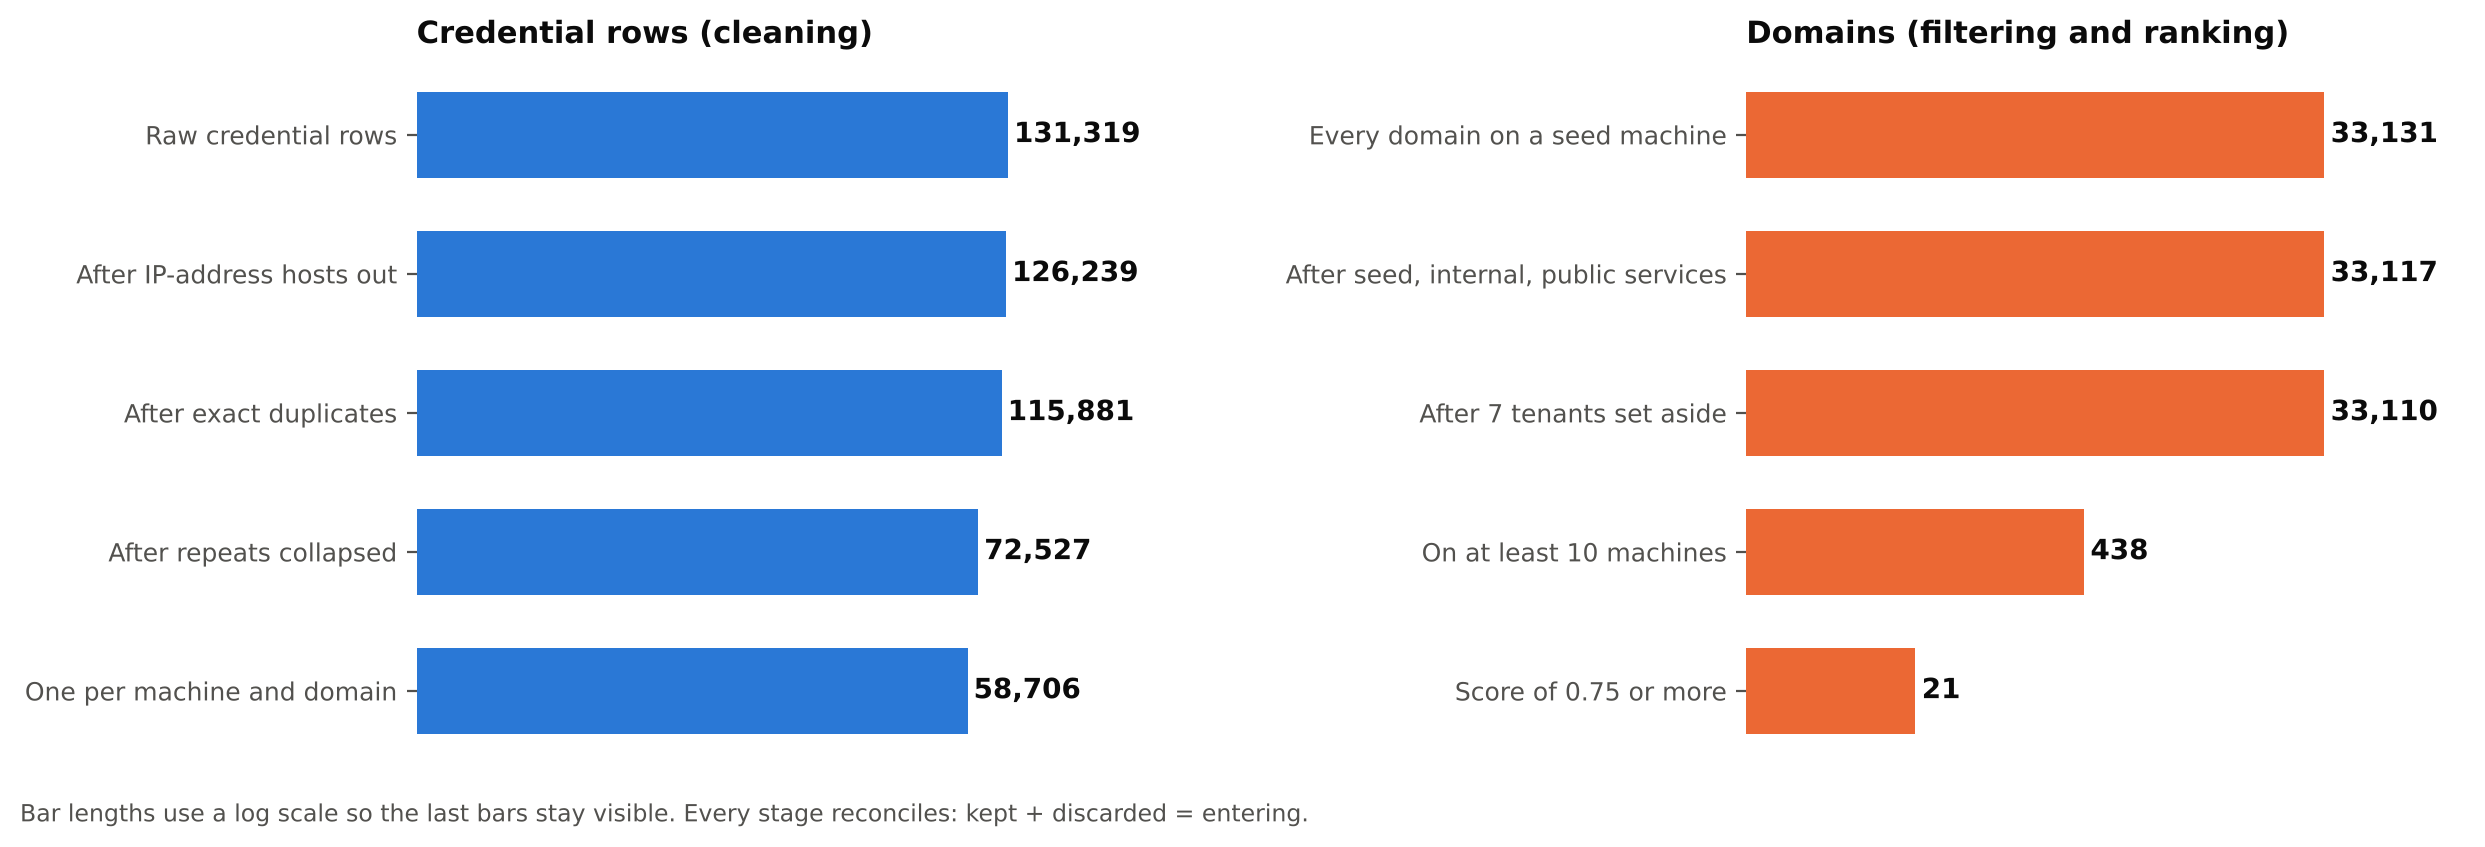 Credential rows (cleaning)
Raw credential rows 131,319
After IP-address hosts out 126,239
After exact duplicates 115,881
After repeats collapsed 72,527
One per machine and domain 58,706
Domains (filtering and ranking)
Every domain on a seed machine 33,131
After seed, internal, public services 33,117
After 7 tenants set aside 33,110
On at least 10 machines 438
Score of 0.75 or more 21
Bar lengths use a log scale so the last bars stay visible. Every stage reconciles: kept + discarded = entering.